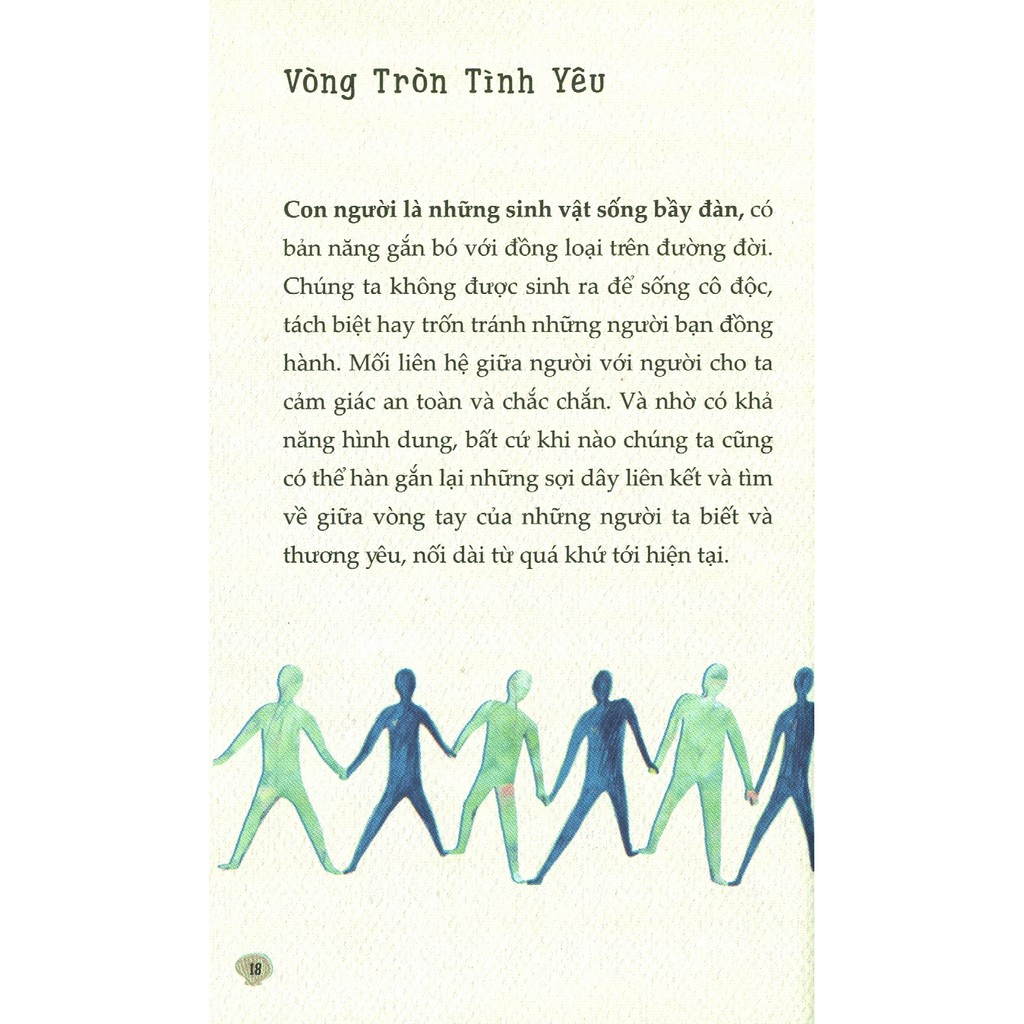 Vòng Tròn Tình Yêu
Con người là những sinh vật sống bầy đàn, có
bản năng gắn bó với đồng loại trên đường đời.
Chúng ta không được sinh ra để sống cô độc,
tách biệt hay trốn tránh những người bạn đồng
hành. Mối liên hệ giữa người với người cho ta
cảm giác an toàn và chắc chắn. Và nhờ có khả
năng hình dung, bất cứ khi nào chúng ta cũng
có thể hàn gắn lại những sợi dây liên kết và tìm
về giữa vòng tay của những người ta biết và
thương yêu, nối dài từ quá khứ tới hiện tại.
18